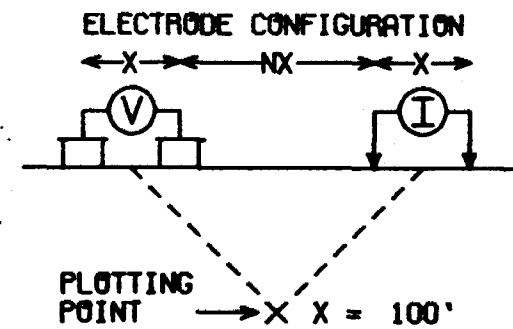 ELECTRODE CONFIGURATION
X NX X
V I
PLOTTING
POINT X X = 100'